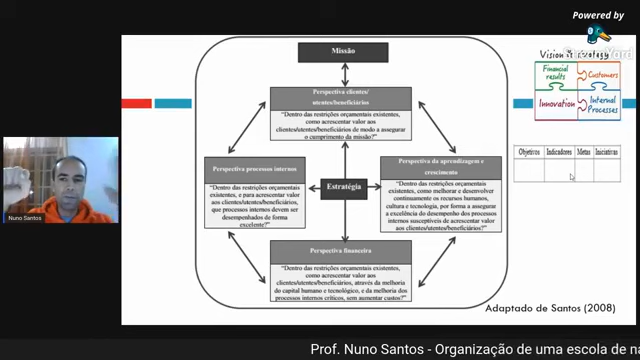 Powered by
StreamYard
Missão
Perspectiva clientes/
utentes/beneficiários
"Dentro das restrições orçamentais existentes,
como acrescentar valor aos
clientes/utentes/beneficiários de modo a assegurar
o cumprimento da missão?"
Perspectiva processos internos
"Dentro das restrições orçamentais
existentes, e para acrescentar valor
aos clientes/utentes/beneficiários,
que processos internos devem ser
desempenhados de forma
excelente?"
Estratégia
Perspectiva da aprendizagem e
crescimento
"Dentro das restrições orçamentais
existentes, como melhorar e desenvolver
continuamente os recursos humanos,
cultura e tecnologia, por forma a assegurar
a excelência do desempenho dos processos
internos susceptíveis de acrescentar valor
aos clientes/utentes/beneficiários?"
Perspectiva financeira
"Dentro das restrições orçamentais existentes,
como acrescentar valor aos
clientes/utentes/beneficiários, através da melhoria
do capital humano e tecnológico, e da melhoria dos
processos internos críticos, sem aumentar custos?"
Vision & strategy
Financial
results
Customers
Innovation
Internal
Processes
Objetivos Indicadores Metas Iniciativas
Adaptado de Santos (2008)
Nuno Santos
Prof. Nuno Santos - Organização de uma escola de na